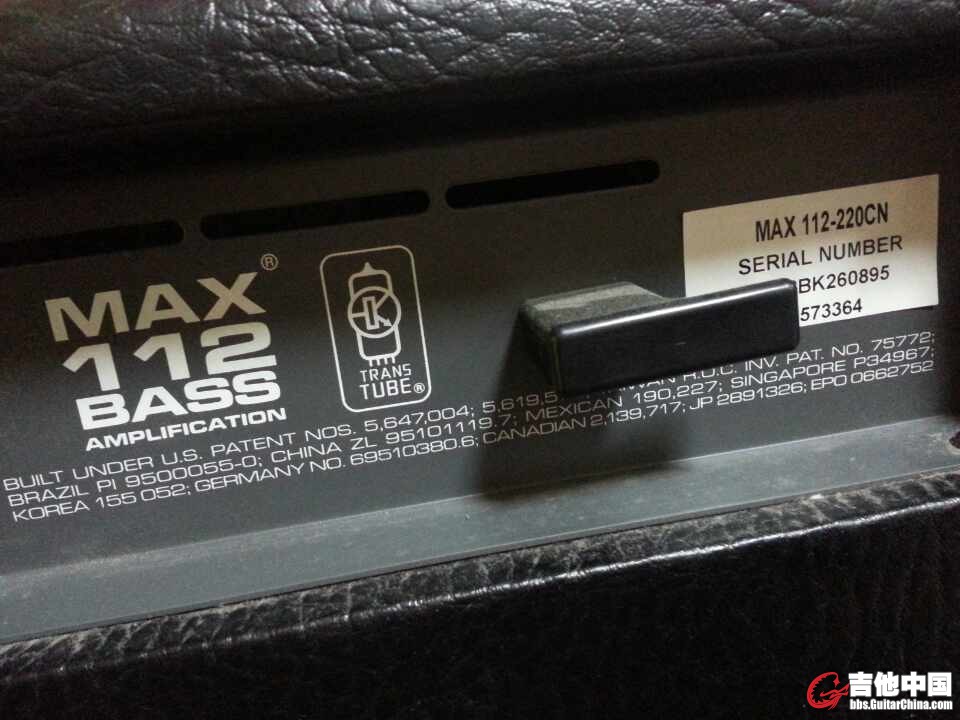 MAX®
112
BASS
AMPLIFICATION
TRANS
TUBE®
MAX 112-220CN
SERIAL NUMBER
BK260895
573364
BUILT UNDER U.S. PATENT NOS. 5,647,004; 5,619,5 R.O.C. INV. PAT. NO. 75772;
BRAZIL PI 9500055-0; CHINA ZL 95101119.7; MEXICAN 190,227; SINGAPORE P34967;
KOREA 155 052; GERMANY NO. 69510380.6; CANADIAN 2,139,717; JP 2891326; EPO 0662752
吉他中国
bbs.GuitarChina.com